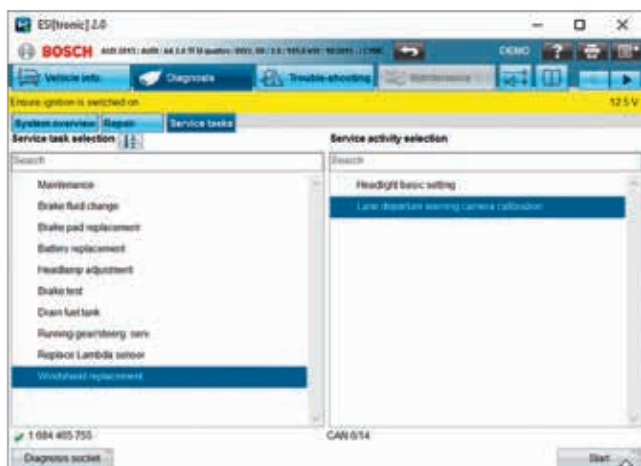 ESI[tronic] 2.0
BOSCH
DEMO
Vehicle info. Diagnosis Trouble-shooting Maintenance
Ensure ignition is switched on 12.5 V
System overview Repair Service tasks
Service task selection
Service activity selection
Search
Search
Maintenance
Brake fluid change
Brake pad replacement
Battery replacement
Headlamp adjustment
Brake test
Drain fuel tank
Running gear/steerg. serv.
Replace Lambda sensor
Windshield replacement
Headlight basic setting
Lane departure warning camera calibration
1 684 465 755
CAN 6/14
Diagnosis socket
Start